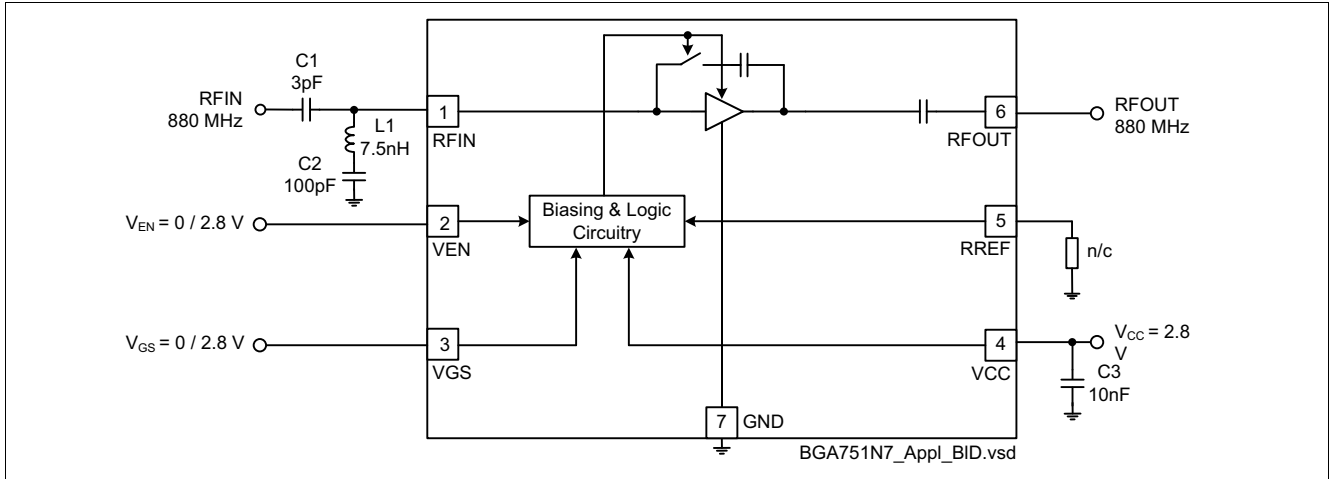 C1
3pF
RFIN
880 MHz
L1
7.5nH
C2
100pF
1
RFIN
6
RFOUT
RFOUT
880 MHz
VEN = 0 / 2.8 V
2
VEN
Biasing & Logic
Circuitry
5
RREF
n/c
VGS = 0 / 2.8 V
3
VGS
4
VCC
VCC = 2.8
V
C3
10nF
7
GND
BGA751N7_Appl_BlD.vsd